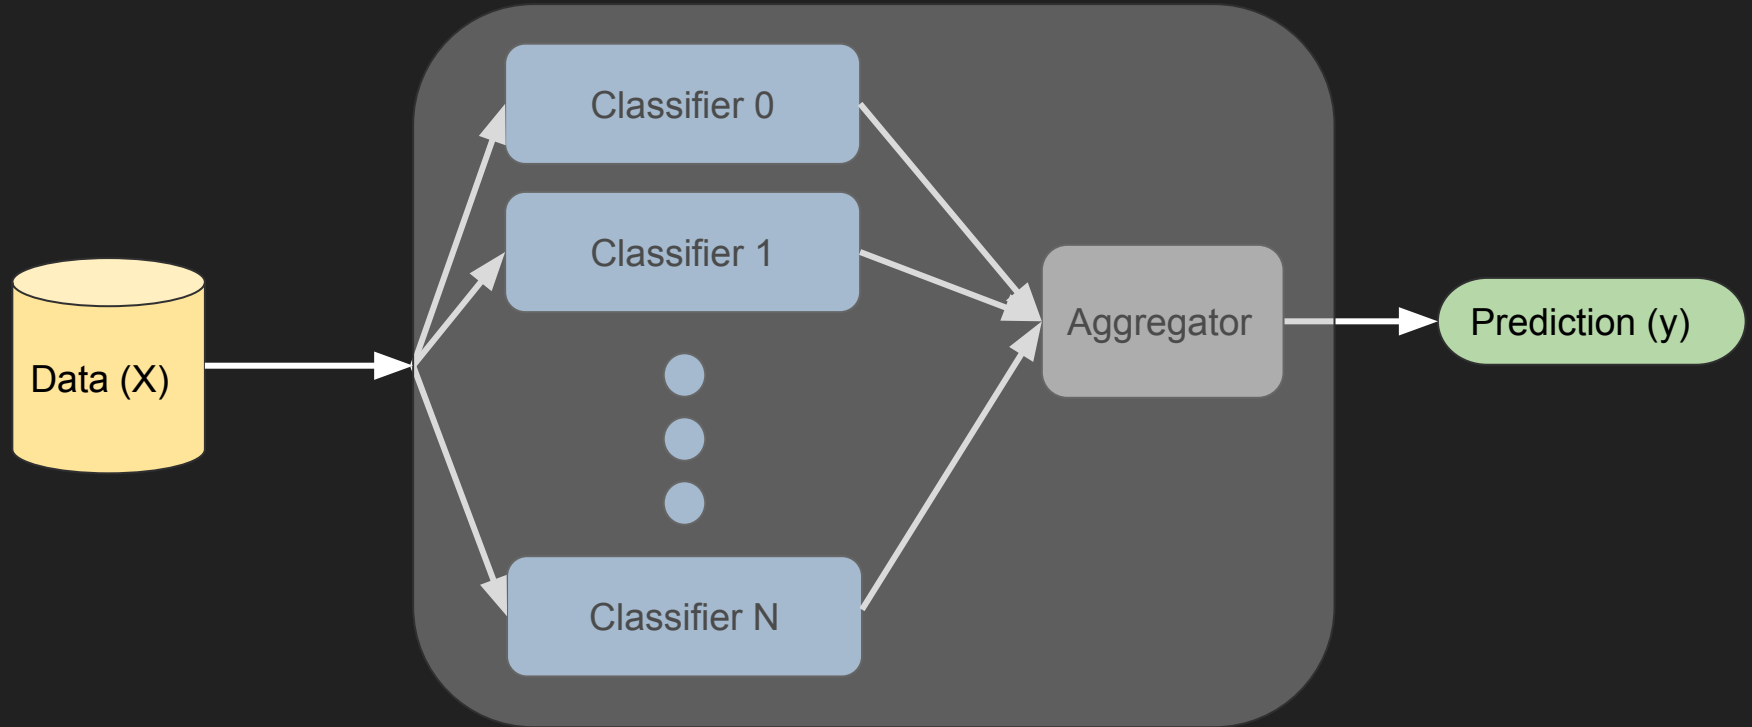 Classifier 0
Classifier 1
Data (X)
Aggregator
Prediction (y)
Classifier N